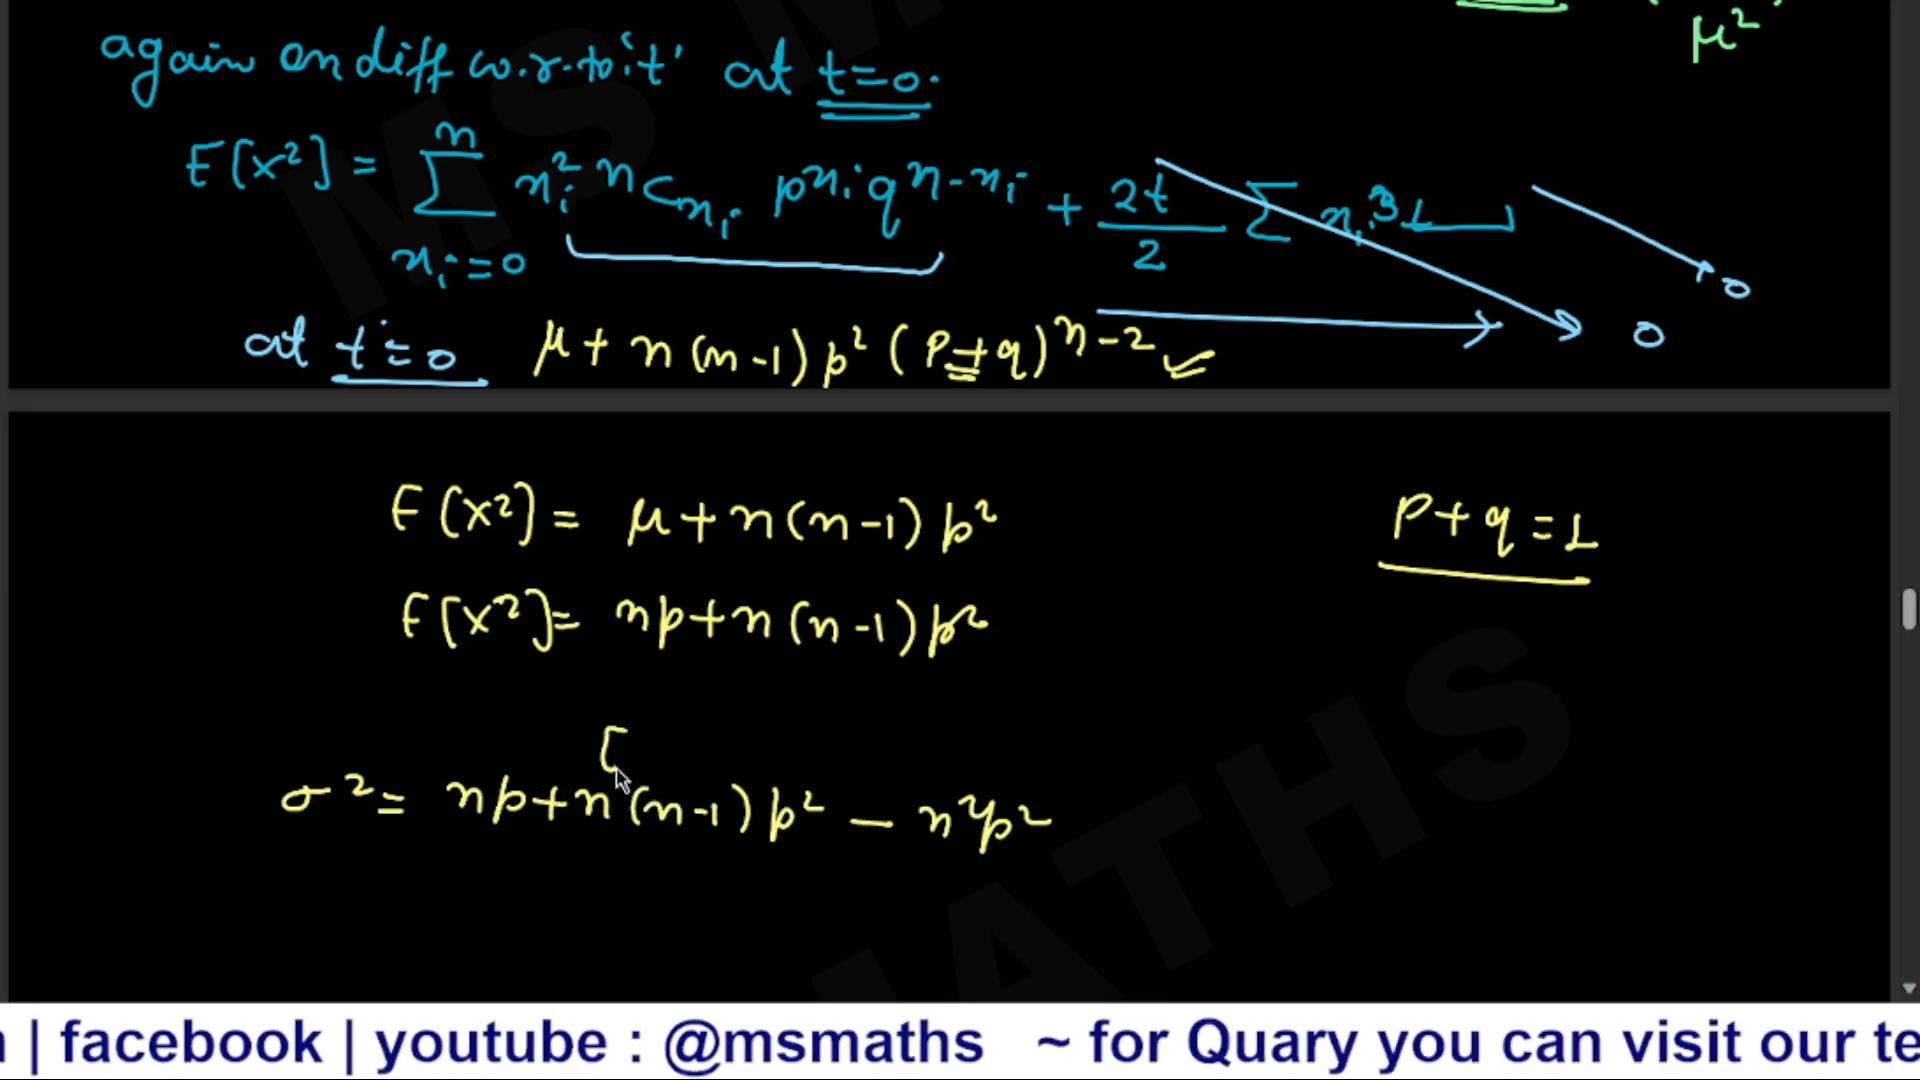 μ²
again on diff w.r.to 't' at t=0.
E[x²] = Σ n xᵢ=0 xᵢ² ⁿCxᵢ pˣⁱ qⁿ⁻ˣⁱ + 2t/2 Σ xᵢ³ → 0
at t=0 μ + n(n-1)p² (p+q)ⁿ⁻² → 0
E[x²] = μ + n(n-1)p² p+q=1
E[x²] = np + n(n-1)p²
[
σ² = np + n(n-1)p² - n²p²
MS M
MATHS
| facebook | youtube : @msmaths ~ for Quary you can visit our te